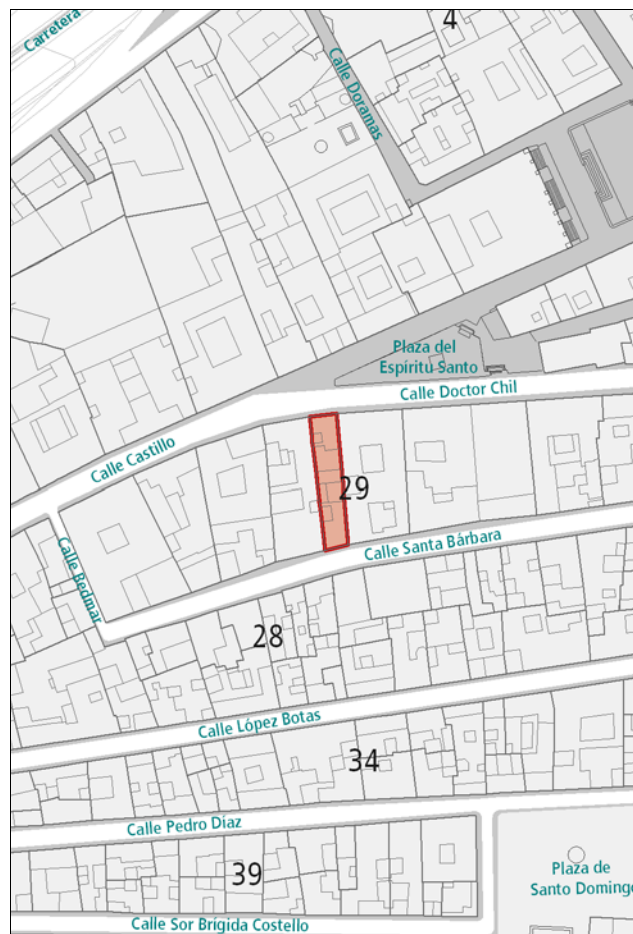 Carretera
4
Calle Doramas
Plaza del
Espíritu Santo
Calle Doctor Chil
Calle Castillo
29
Calle Santa Bárbara
Calle Bedmar
28
Calle López Botas
34
Calle Pedro Díaz
39
Plaza de
Santo Domingo
Calle Sor Brígida Costello